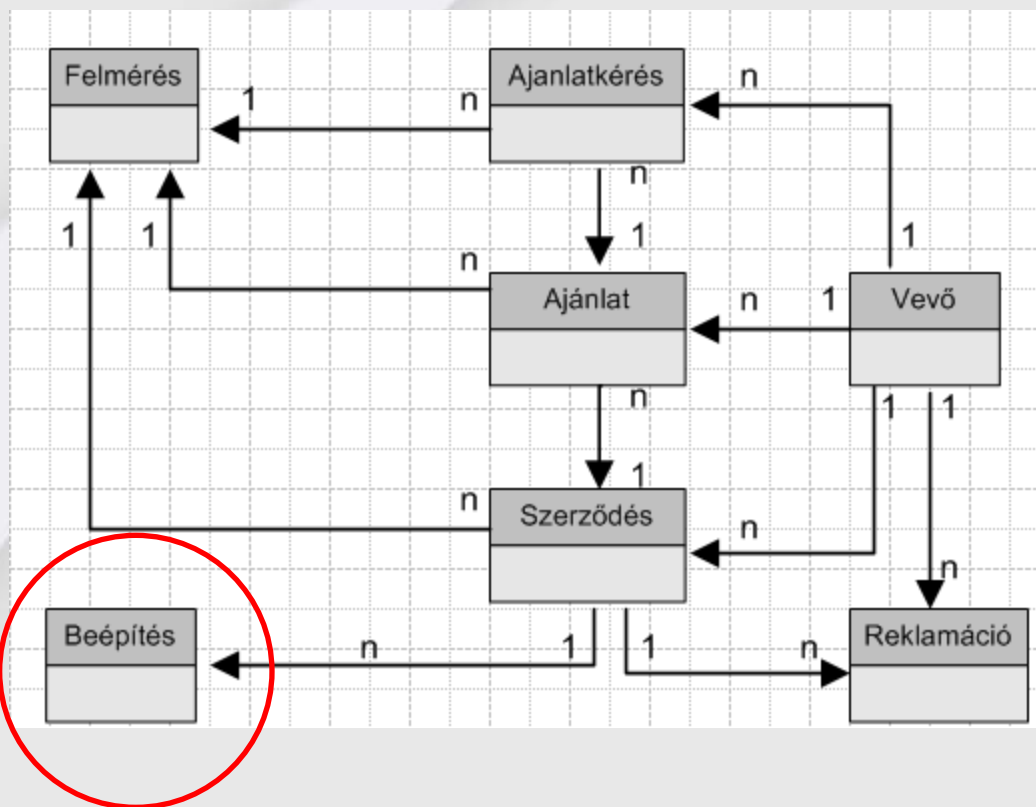 Felmérés
Ajanlatkérés
n
1
n
n
1
1
1
1
n
Ajánlat
n
1
Vevő
n
1
1
1
n
Szerződés
n
n
Beépítés
n
1
1
n
Reklamáció